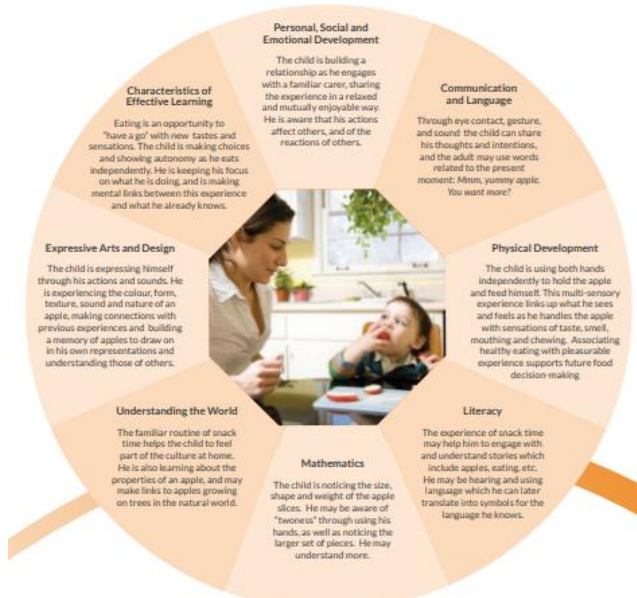 Personal, Social and
Emotional Development
The child is building a
relationship as he engages
with a familiar carer, sharing
the experience in a relaxed
and mutually enjoyable way.
He is aware that his actions
affect others, and of the
reactions of others.
Communication
and Language
Through eye contact, gesture,
and sound the child can share
his thoughts and intentions,
and the adult may use words
related to the present
moment: Mmm, yummy apple.
You want more?
Physical Development
The child is using both hands
independently to hold the apple
and feed himself. This multi-sensory
experience links up what he sees
and feels as he handles the apple
with sensations of taste, smell,
mouthing and chewing. Associating
healthy eating with pleasurable
experience supports future food
decision-making
Literacy
The experience of snack time
may help him to engage with
and understand stories which
include apples, eating, etc.
He may be hearing and using
language which he can later
translate into symbols for the
language he knows.
Mathematics
The child is noticing the size,
shape and weight of the apple
slices. He may be aware of
"twoness" through using his
hands, as well as noticing the
larger set of pieces. He may
understand more.
Understanding the World
The familiar routine of snack
time helps the child to feel
part of the culture at home.
He is also learning about the
properties of an apple, and may
make links to apples growing
on trees in the natural world.
Expressive Arts and Design
The child is expressing himself
through his actions and sounds. He
is experiencing the colour, form,
texture, sound and nature of an
apple, making connections with
previous experiences and building
a memory of apples to draw on
in his own representations and
understanding those of others.
Characteristics of
Effective Learning
Eating is an opportunity to
"have a go" with new tastes and
sensations. The child is making choices
and showing autonomy as he eats
independently. He is keeping his focus
on what he is doing, and is making
mental links between this experience
and what he already knows.